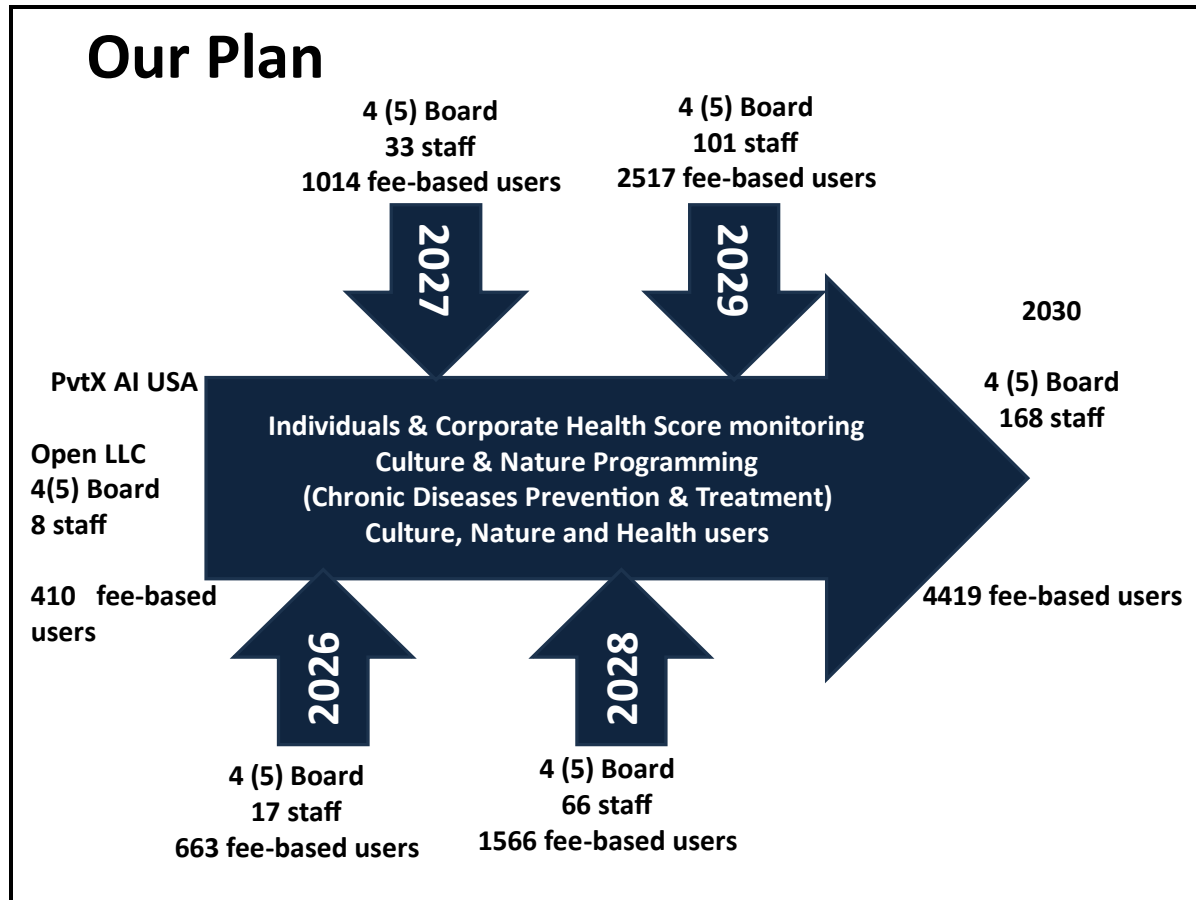 Our Plan
4 (5) Board
33 staff
1014 fee-based users
4 (5) Board
101 staff
2517 fee-based users
2027
2029
2030
PvtX AI USA
4 (5) Board
168 staff
Open LLC
4(5) Board
8 staff
Individuals & Corporate Health Score monitoring
Culture & Nature Programming
(Chronic Diseases Prevention & Treatment)
Culture, Nature and Health users
410 fee-based
users
4419 fee-based users
2026
2028
4 (5) Board
17 staff
663 fee-based users
4 (5) Board
66 staff
1566 fee-based users